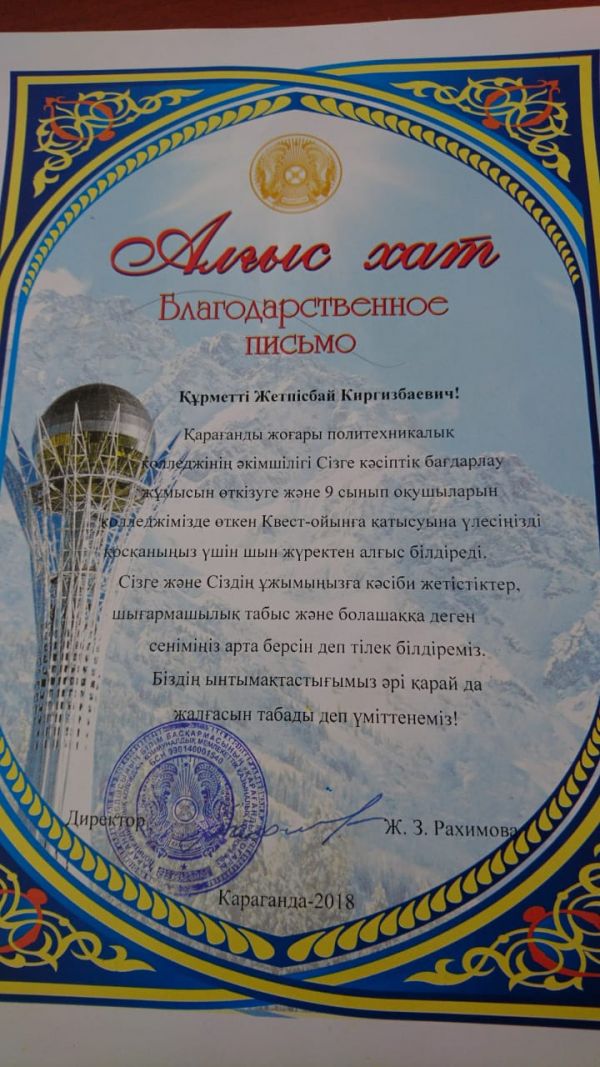 Алғыс хат
Благодарственное
письмо
Құрметті Жетпісбай Киргизбаевич!
Қарағанды жоғары политехникалық
колледжінің әкімшілігі Сізге кәсіптік бағдарлау
жұмысын өткізуге және 9 сынып оқушыларын
колледжімізде өткен Квест-ойынға қатысуына үлесіңізді
қосқаныңыз үшін шын жүректен алғыс білдіреді.
Сізге және Сіздің ұжымыңызға кәсіби жетістіктер,
шығармашылық табыс және болашаққа деген
сеніміңіз арта берсін деп тілек білдіреміз.
Біздің ынтымақтастығымыз әрі қарай да
жалғасын табады деп үміттенеміз!
БСН 990140001540
Директор
Ж. З. Рахимова
Караганда-2018